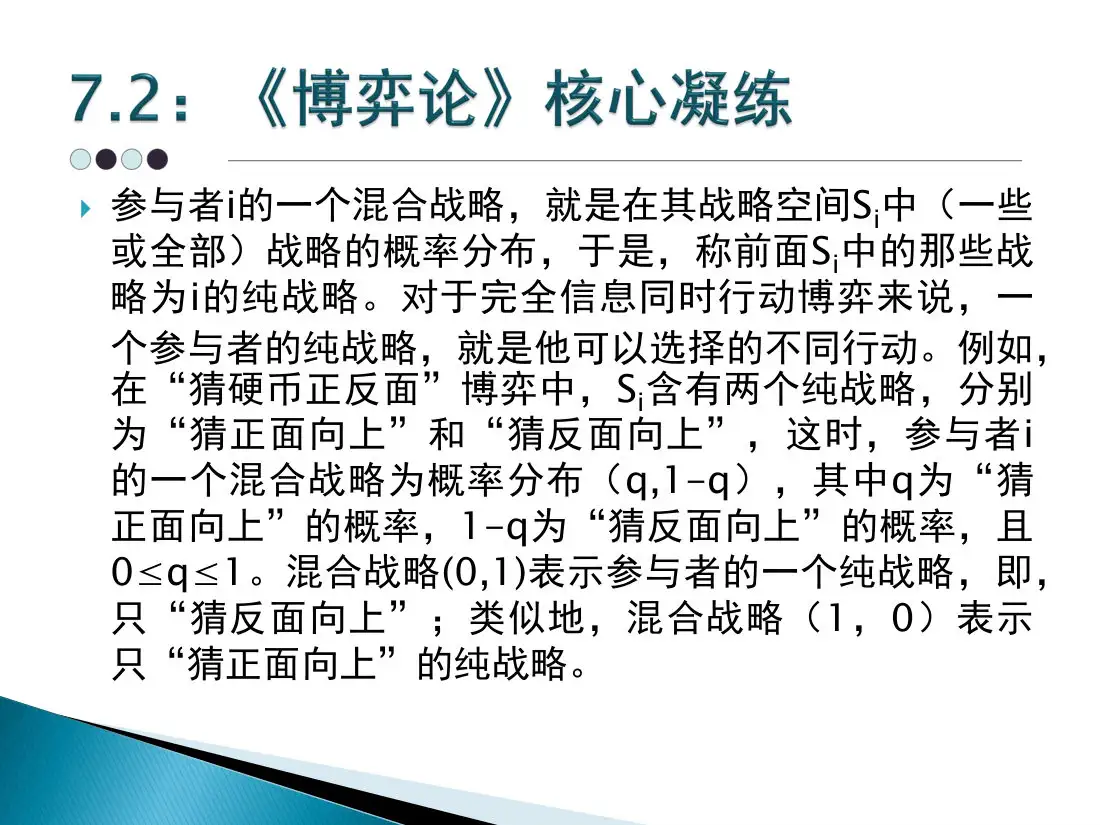 7.2：《博弈论》核心凝练
参与者i的一个混合战略，就是在其战略空间Si中（一些
或全部）战略的概率分布，于是，称前面Si中的那些战
略为i的纯战略。对于完全信息同时行动博弈来说，一
个参与者的纯战略，就是他可以选择的不同行动。例如，
在“猜硬币正反面”博弈中，Si含有两个纯战略，分别
为“猜正面向上”和“猜反面向上”，这时，参与者i
的一个混合战略为概率分布（q,1-q），其中q为“猜
正面向上”的概率，1-q为“猜反面向上”的概率，且
0≤q≤1。混合战略(0,1)表示参与者的一个纯战略，即，
只“猜反面向上”；类似地，混合战略（1，0）表示
只“猜正面向上”的纯战略。